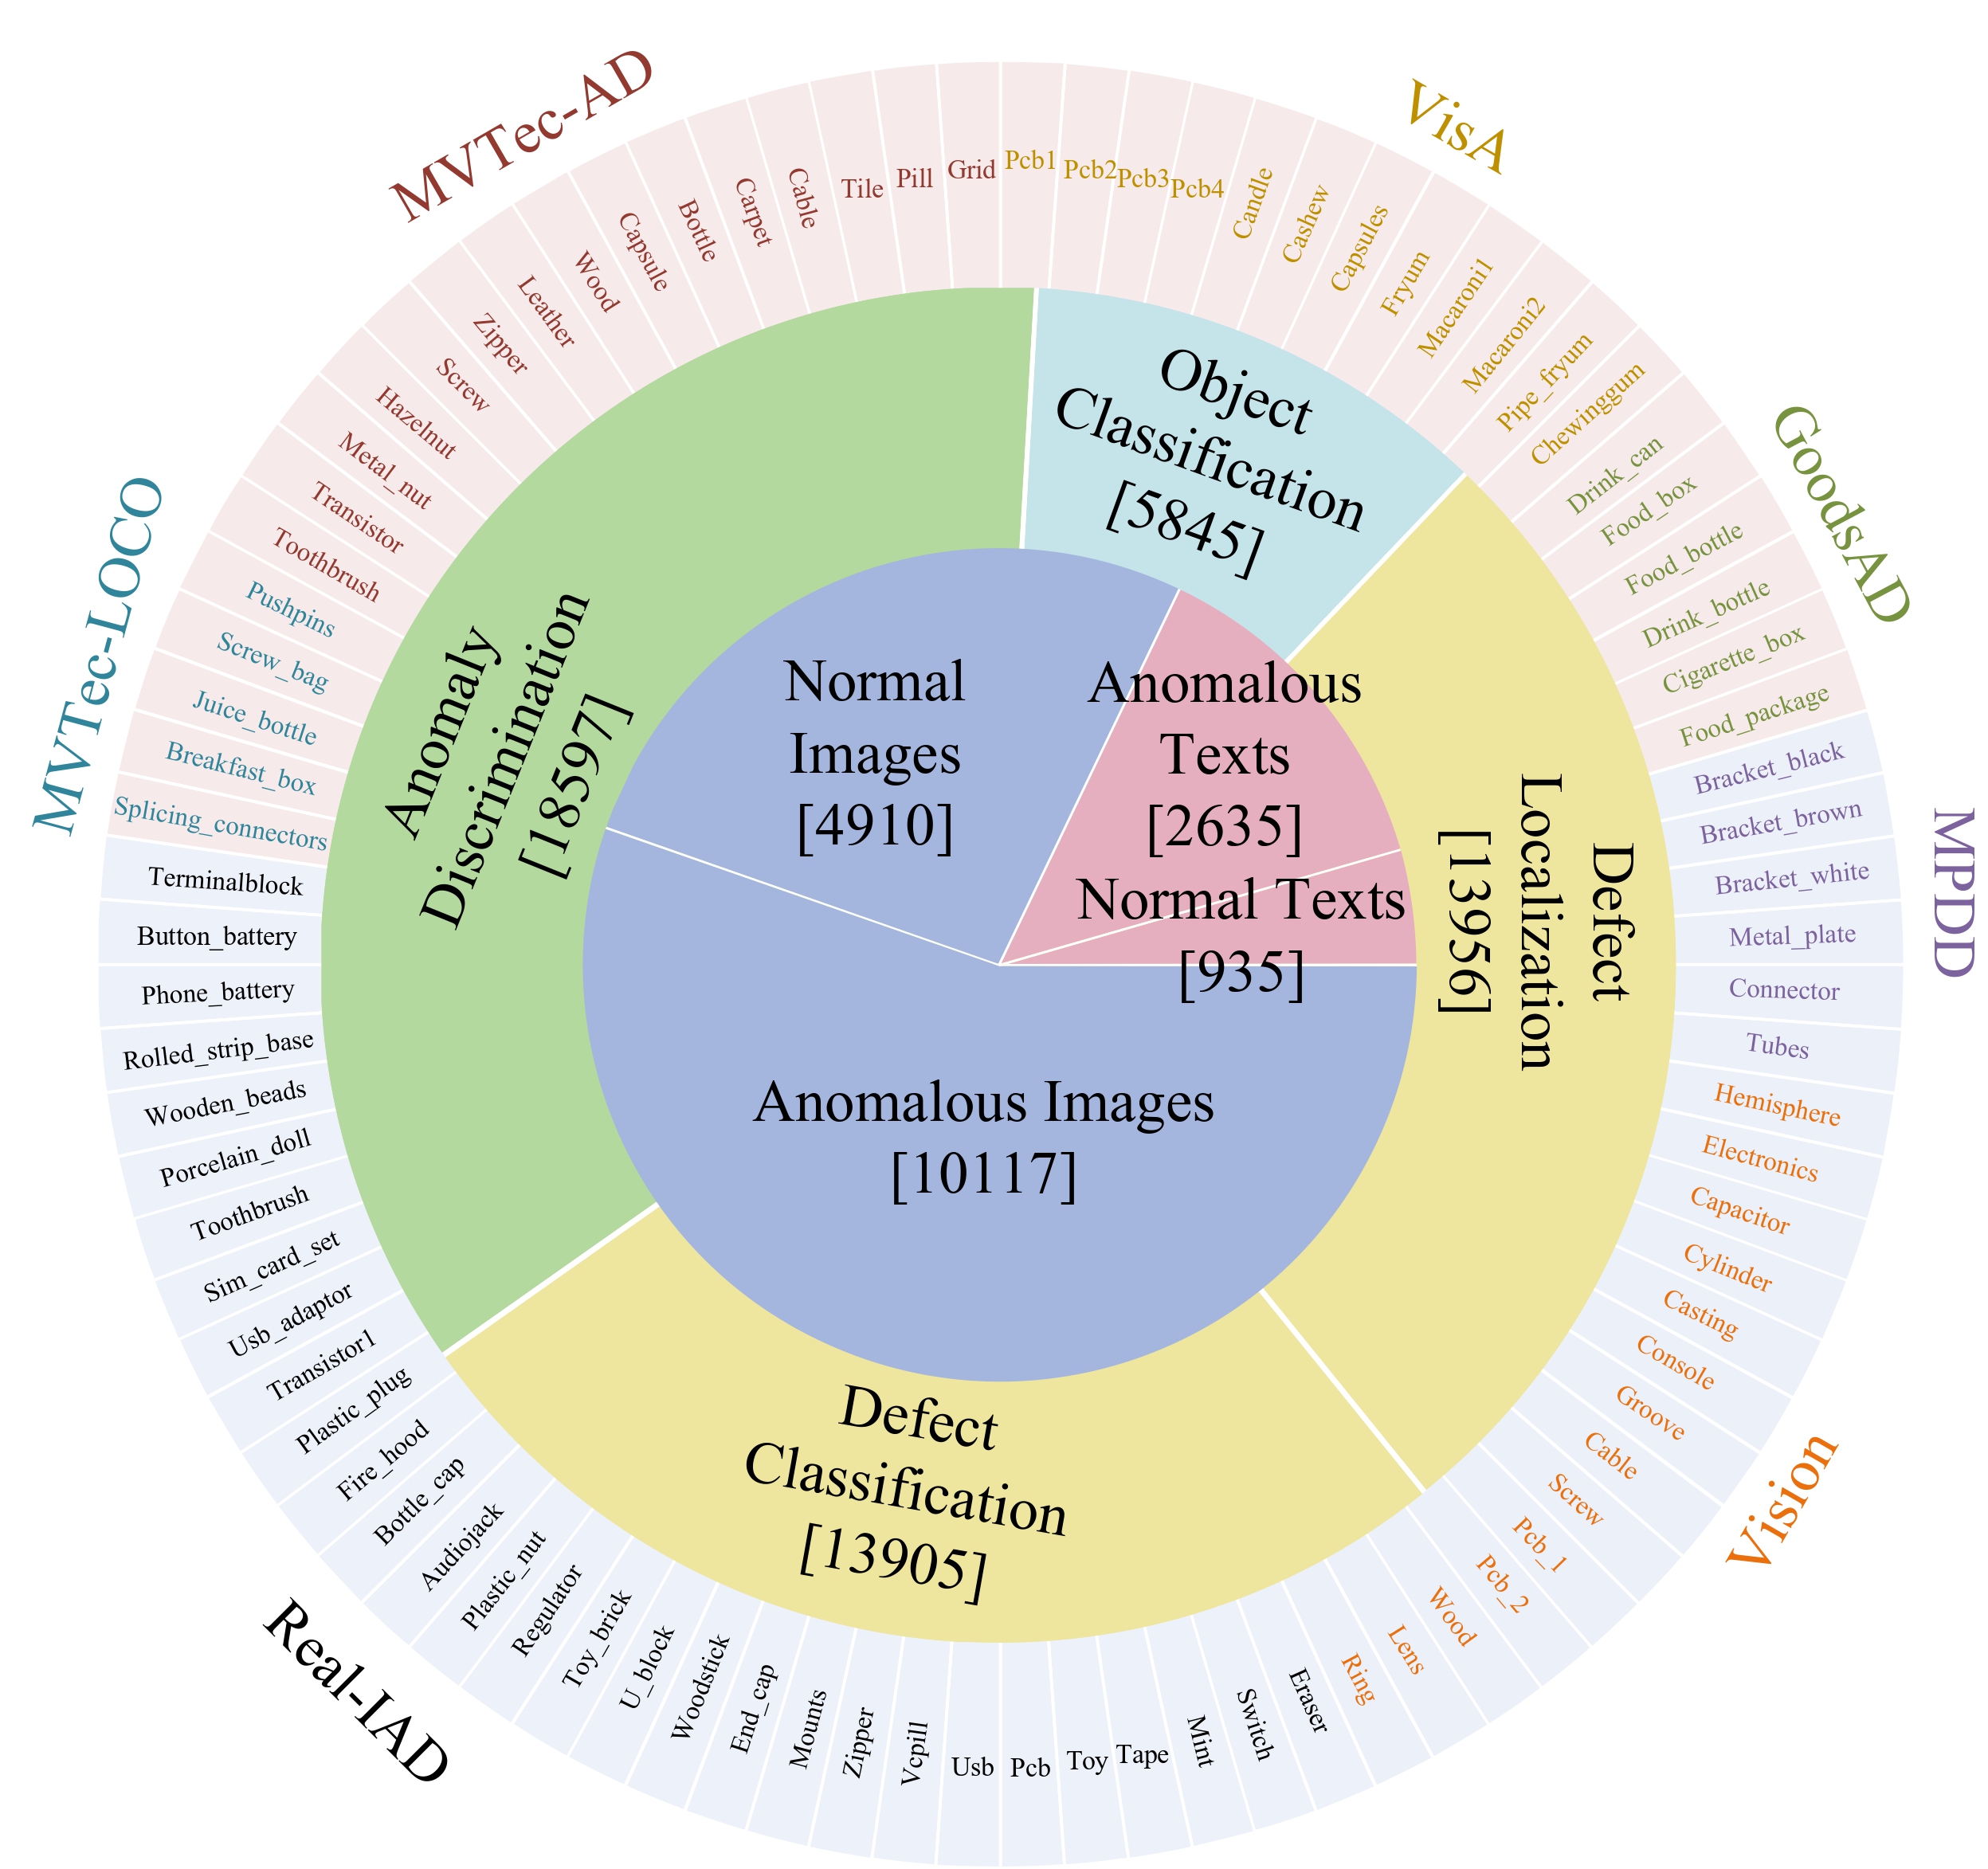 MVTec-AD
VisA
GoodsAD
MPDD
Vision
Real-IAD
MVTec-LOCO
Grid
Pill
Tile
Cable
Carpet
Bottle
Capsule
Wood
Leather
Zipper
Screw
Hazelnut
Metal_nut
Transistor
Toothbrush
Pushpins
Screw_bag
Juice_bottle
Breakfast_box
Splicing_connectors
Terminalblock
Button_battery
Phone_battery
Rolled_strip_base
Wooden_beads
Porcelain_doll
Toothbrush
Sim_card_set
Usb_adaptor
Transistor1
Plastic_plug
Fire_hood
Bottle_cap
Audiojack
Plastic_nut
Regulator
Toy_brick
U_block
Woodstick
End_cap
Mounts
Zipper
Vcpill
Usb
Pcb
Toy
Tape
Mint
Switch
Eraser
Ring
Lens
Wood
Pcb_2
Pcb_1
Screw
Cable
Groove
Console
Casting
Cylinder
Capacitor
Electronics
Hemisphere
Tubes
Connector
Metal_plate
Bracket_white
Bracket_brown
Bracket_black
Food_package
Cigarette_box
Drink_bottle
Food_bottle
Food_box
Drink_can
Chewinggum
Pipe_fryum
Macaroni2
Macaroni1
Fryum
Capsules
Cashew
Candle
Pcb4
Pcb3
Pcb2
Pcb1
Object
Classification
[5845]
Anomaly
Discrimination
[18597]
Defect
Localization
[13956]
Defect
Classification
[13905]
Normal
Images
[4910]
Anomalous
Texts
[2635]
Normal Texts
[935]
Anomalous Images
[10117]